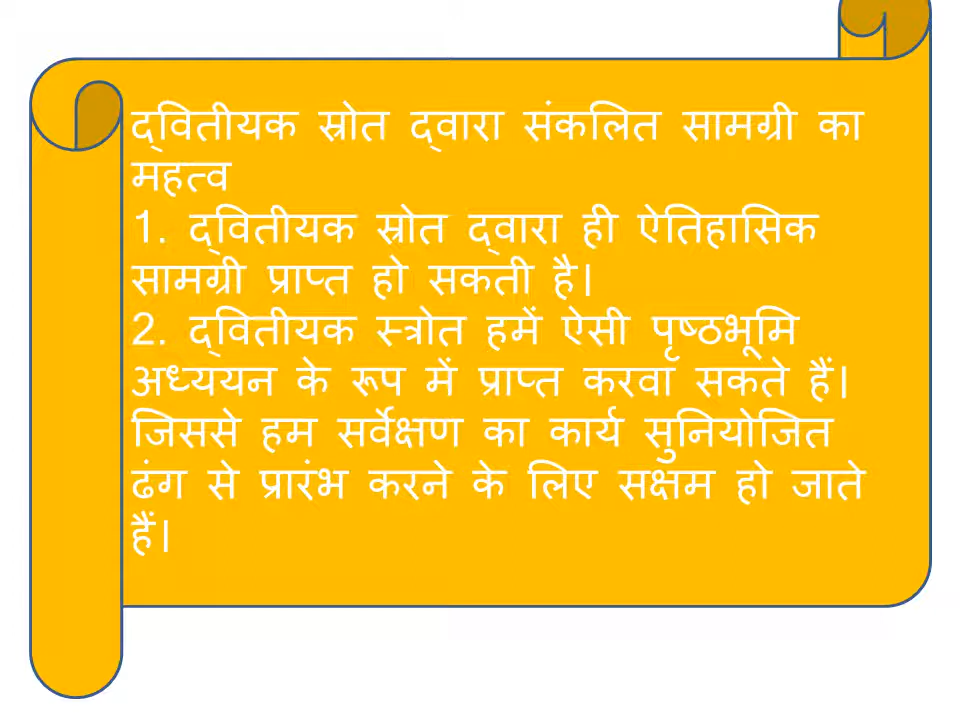 द्वितीयक स्रोत द्वारा संकलित सामग्री का
महत्व
1. द्वितीयक स्रोत द्वारा ही ऐतिहासिक
सामग्री प्राप्त हो सकती है।
2. द्वितीयक स्त्रोत हमें ऐसी पृष्ठभूमि
अध्ययन के रूप में प्राप्त करवा सकते हैं।
जिससे हम सर्वेक्षण का कार्य सुनियोजित
ढंग से प्रारंभ करने के लिए सक्षम हो जाते
हैं।